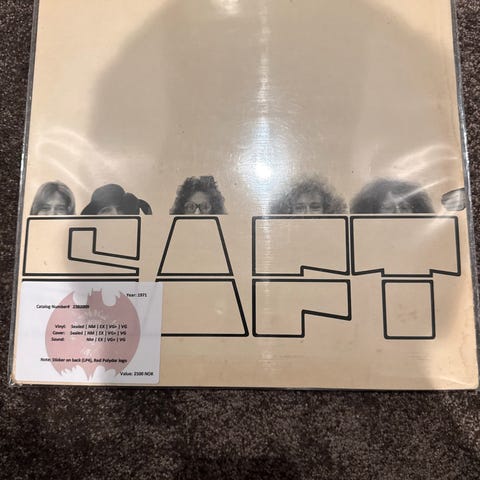 SAFT
Year: 1971
Catalog Number#
Vinyl: Sealed | NM | EX | VG+ | VG
Cover: Sealed | NM | EX | VG+ | VG
Sound: NM | EX | VG+ | VG
Note: Sticker on back (LP4), Red Polydor logo
Value: 2500 NOK